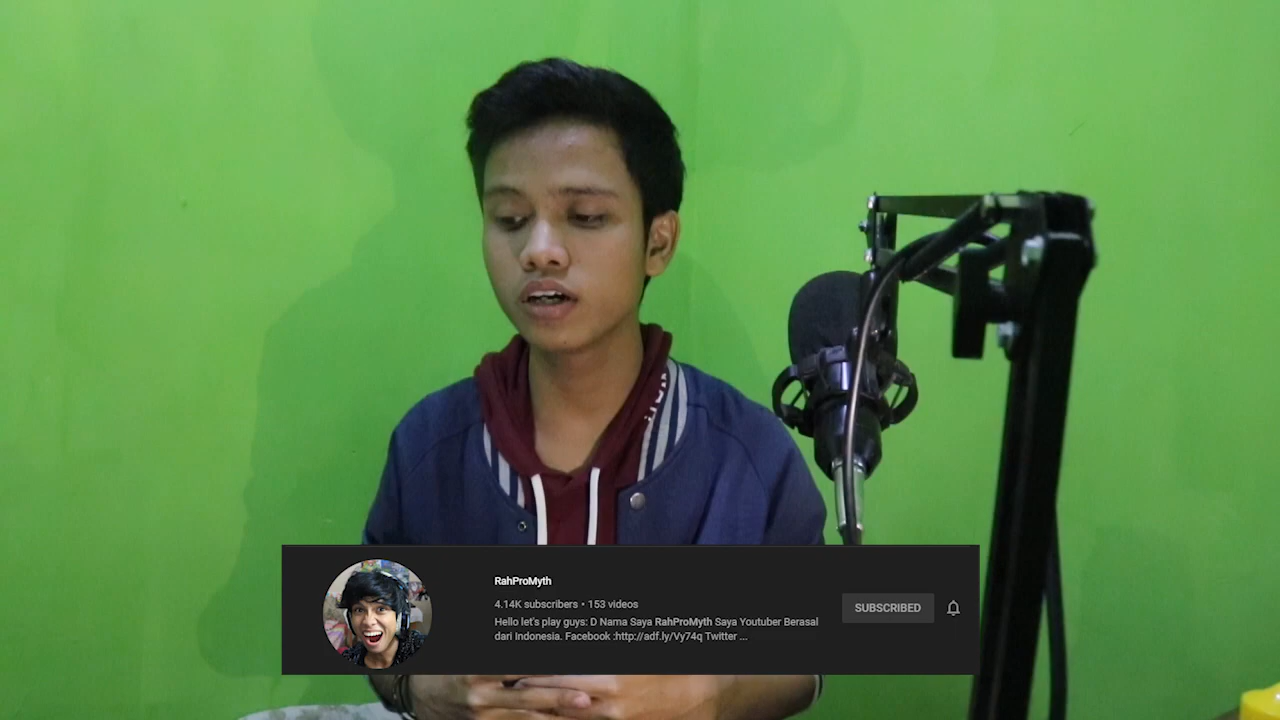 RahProMyth
4.14K subscribers • 153 videos
Hello let's play guys: D Nama Saya RahProMyth Saya Youtuber Berasal
dari Indonesia. Facebook :http://adf.ly/Vy74q Twitter ...
SUBSCRIBED